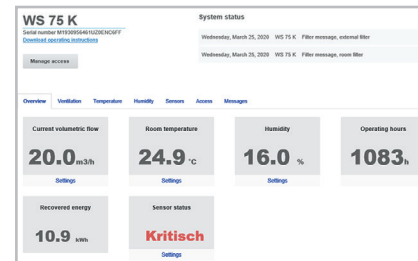 WS 75 K
System status
Serial number M1930956461UZ0ENC6FF
Download operating instructions
Wednesday, March 25, 2020 WS 75 K Filter message, external filter
Wednesday, March 25, 2020 WS 75 K Filter message, room filter
Manage access
Overview Ventilation Temperature Humidity Sensors Access Messages
Current volumetric flow
20.0 m3/h
Settings
Room temperature
24.9 °C
Settings
Humidity
16.0 %
Settings
Operating hours
1083h
Recovered energy
10.9 kWh
Sensor status
Kritisch
Settings